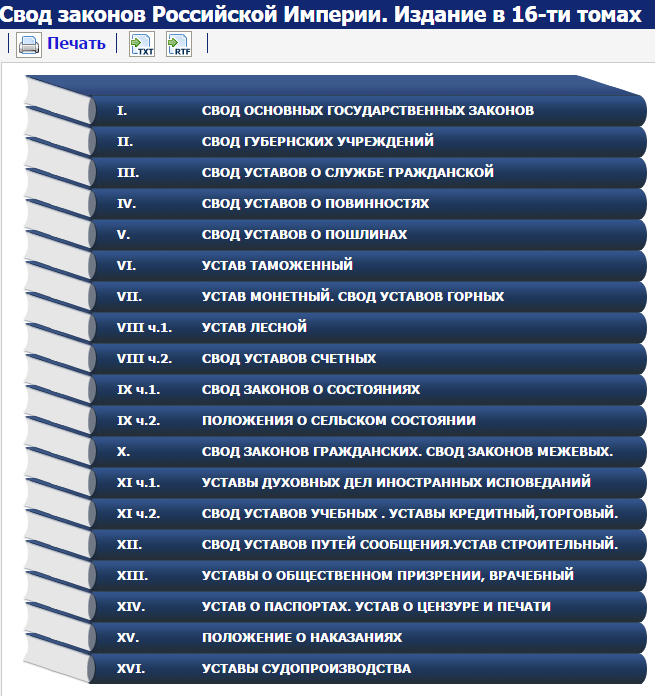 Свод законов Российской Империи. Издание в 16-ти томах
Печать TXT RTF
I. СВОД ОСНОВНЫХ ГОСУДАРСТВЕННЫХ ЗАКОНОВ
II. СВОД ГУБЕРНСКИХ УЧРЕЖДЕНИЙ
III. СВОД УСТАВОВ О СЛУЖБЕ ГРАЖДАНСКОЙ
IV. СВОД УСТАВОВ О ПОВИННОСТЯХ
V. СВОД УСТАВОВ О ПОШЛИНАХ
VI. УСТАВ ТАМОЖЕННЫЙ
VII. УСТАВ МОНЕТНЫЙ. СВОД УСТАВОВ ГОРНЫХ
VIII ч.1. УСТАВ ЛЕСНОЙ
VIII ч.2. СВОД УСТАВОВ СЧЕТНЫХ
IX ч.1. СВОД ЗАКОНОВ О СОСТОЯНИЯХ
IX ч.2. ПОЛОЖЕНИЯ О СЕЛЬСКОМ СОСТОЯНИИ
X. СВОД ЗАКОНОВ ГРАЖДАНСКИХ. СВОД ЗАКОНОВ МЕЖЕВЫХ.
XI ч.1. УСТАВЫ ДУХОВНЫХ ДЕЛ ИНОСТРАННЫХ ИСПОВЕДАНИЙ
XI ч.2. СВОД УСТАВОВ УЧЕБНЫХ . УСТАВЫ КРЕДИТНЫЙ,ТОРГОВЫЙ.
XII. СВОД УСТАВОВ ПУТЕЙ СООБЩЕНИЯ.УСТАВ СТРОИТЕЛЬНЫЙ.
XIII. УСТАВЫ О ОБЩЕСТВЕННОМ ПРИЗРЕНИИ, ВРАЧЕБНЫЙ
XIV. УСТАВ О ПАСПОРТАХ. УСТАВ О ЦЕНЗУРЕ И ПЕЧАТИ
XV. ПОЛОЖЕНИЕ О НАКАЗАНИЯХ
XVI. УСТАВЫ СУДОПРОИЗВОДСТВА